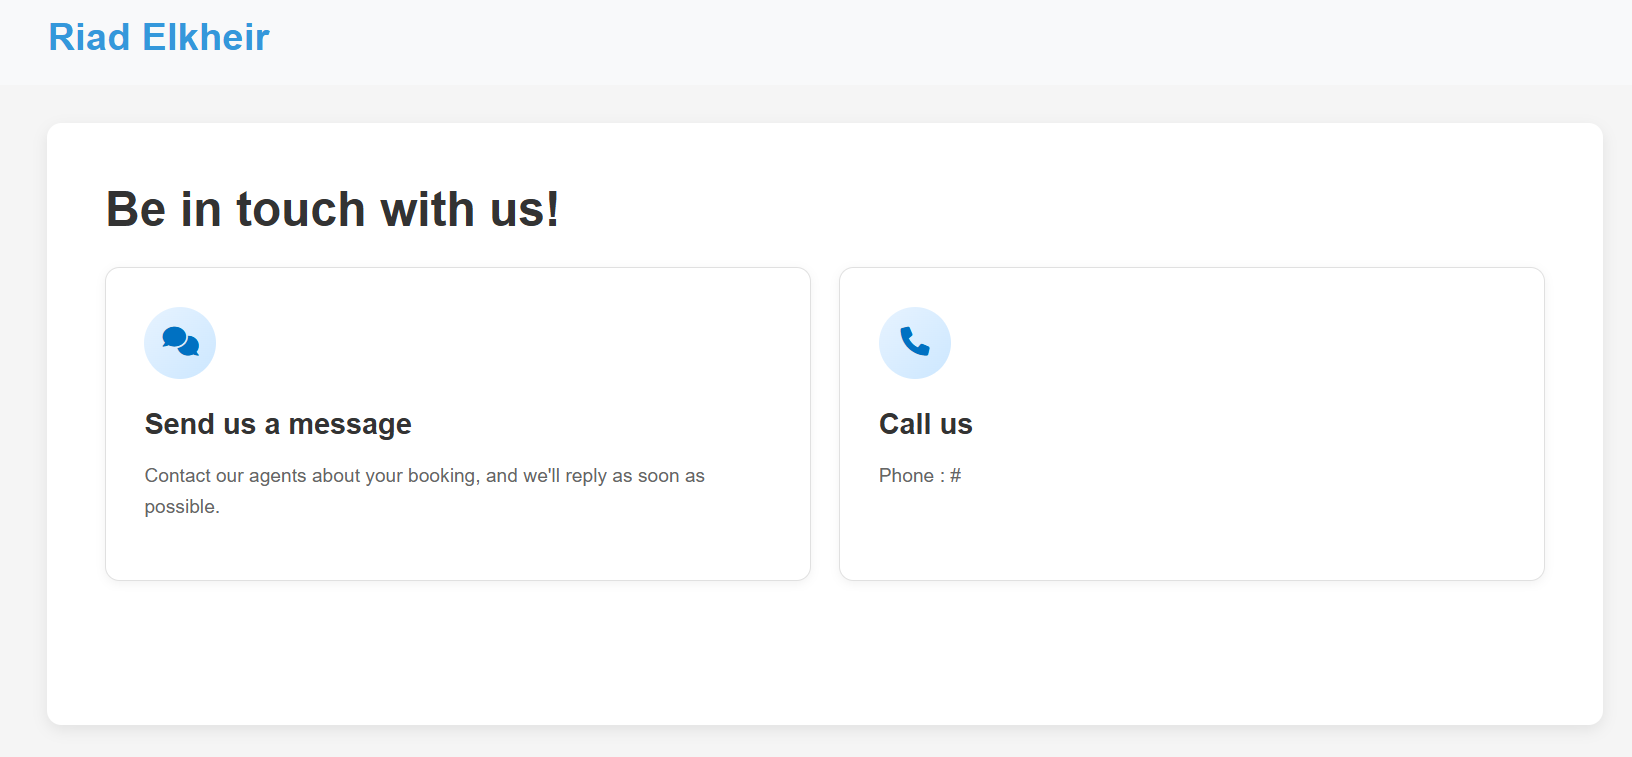 Riad Elkheir
Be in touch with us!
Send us a message
Contact our agents about your booking, and we'll reply as soon as
possible.
Call us
Phone : #